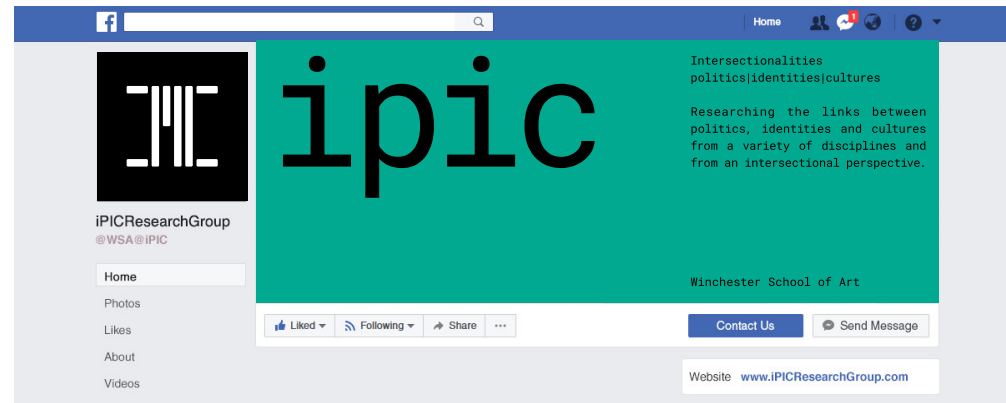 f
Home
1
?
ipic
Intersectionalities
politics|identities|cultures
Researching the links between
politics, identities and cultures
from a variety of disciplines and
from an intersectional perspective.
Winchester School of Art
iPICResearchGroup
@WSA@iPIC
Home
Photos
Likes
About
Videos
Liked
Following
Share
Contact Us
Send Message
Website www.iPICResearchGroup.com